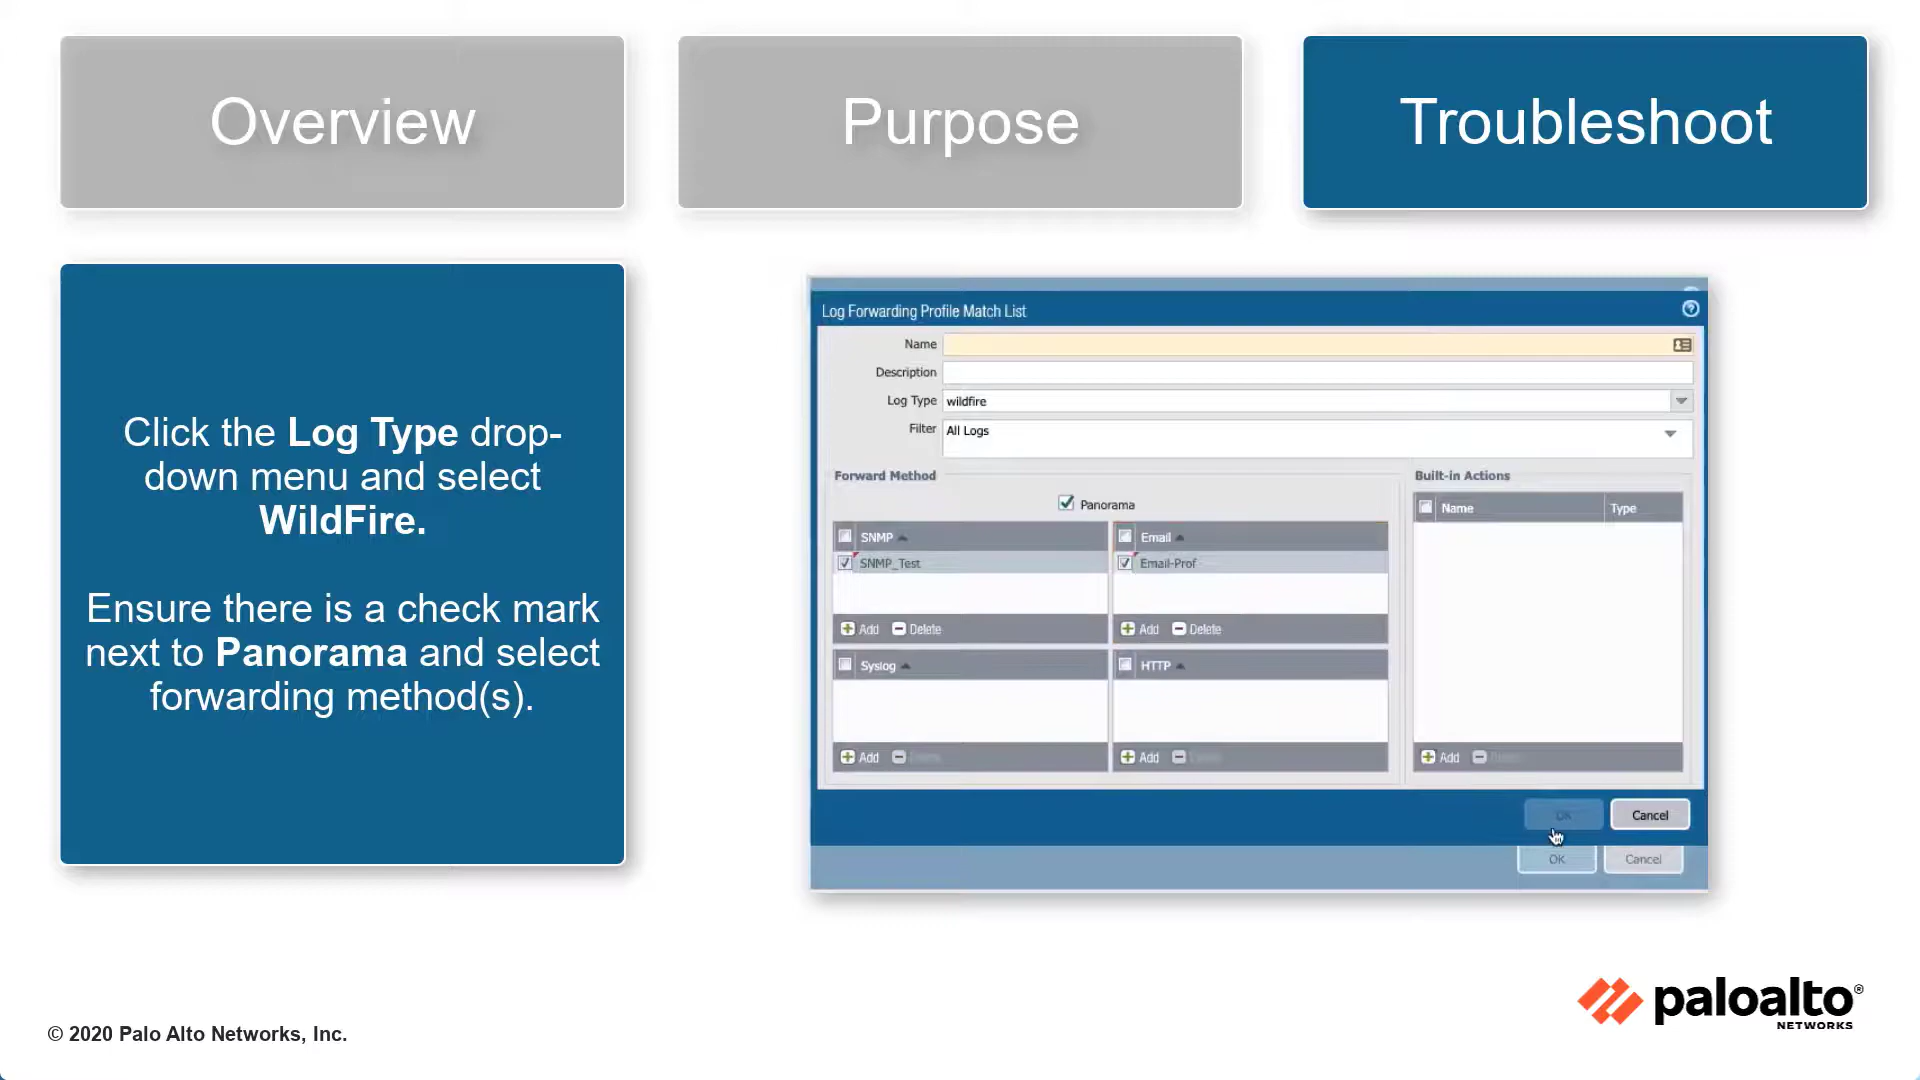 Overview
Purpose
Troubleshoot
Click the Log Type drop-
down menu and select
WildFire.
Ensure there is a check mark
next to Panorama and select
forwarding method(s).
Log Forwarding Profile Match List
Name
Description
Log Type wildfire
Filter All Logs
Forward Method
Panorama
SNMP
SNMP_Test
Add Delete
Email
Email-Prof
Add Delete
Syslog
Add
HTTP
Add
Built-in Actions
Name Type
Add
OK Cancel
OK Cancel
© 2020 Palo Alto Networks, Inc.
paloalto®
NETWORKS